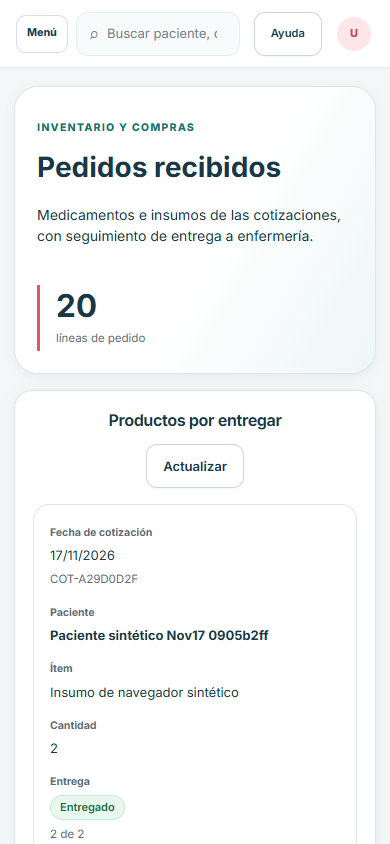 Menú
Buscar paciente, c
Ayuda
U
INVENTARIO Y COMPRAS
Pedidos recibidos
Medicamentos e insumos de las cotizaciones,
con seguimiento de entrega a enfermería.
20
líneas de pedido
Productos por entregar
Actualizar
Fecha de cotización
17/11/2026
COT-A29D0D2F
Paciente
Paciente sintético Nov17 0905b2ff
Ítem
Insumo de navegador sintético
Cantidad
2
Entrega
Entregado
2 de 2